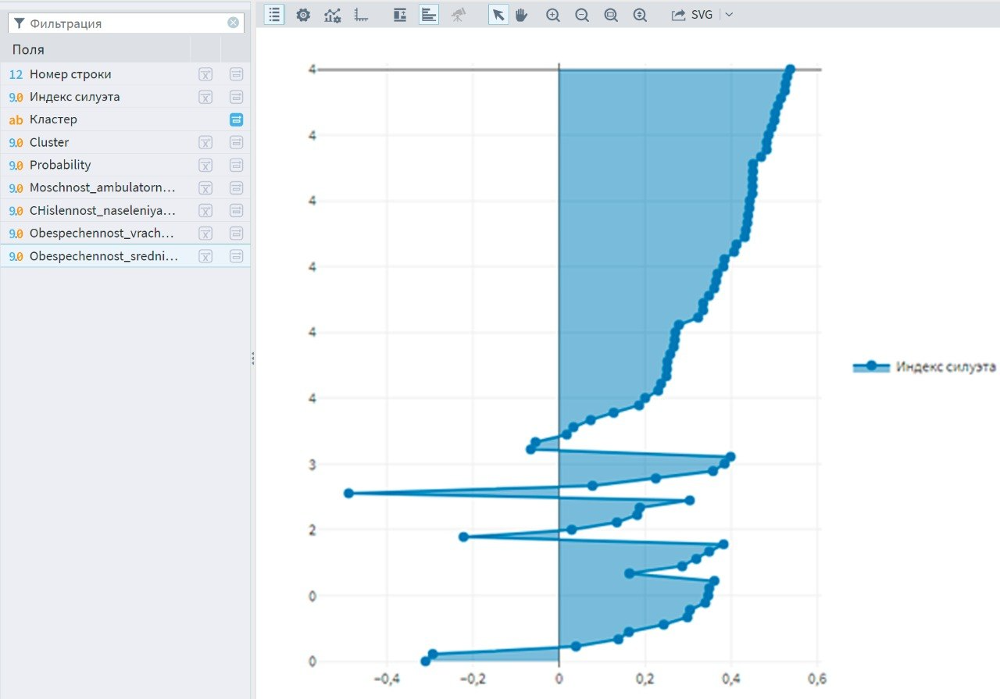 SVG
Фильтрация
Поля
12 Номер строки
9.0 Индекс силуэта
ab Кластер
9.0 Cluster
9.0 Probability
9.0 Moschnost_ambulatorn...
9.0 CHislennost_naseleniya...
9.0 Obespechennost_vrach...
9.0 Obespechennost_sredni...
4
4
4
4
4
4
3
2
0
0
−0,4 −0,2 0 0,2 0,4 0,6
Индекс силуэта